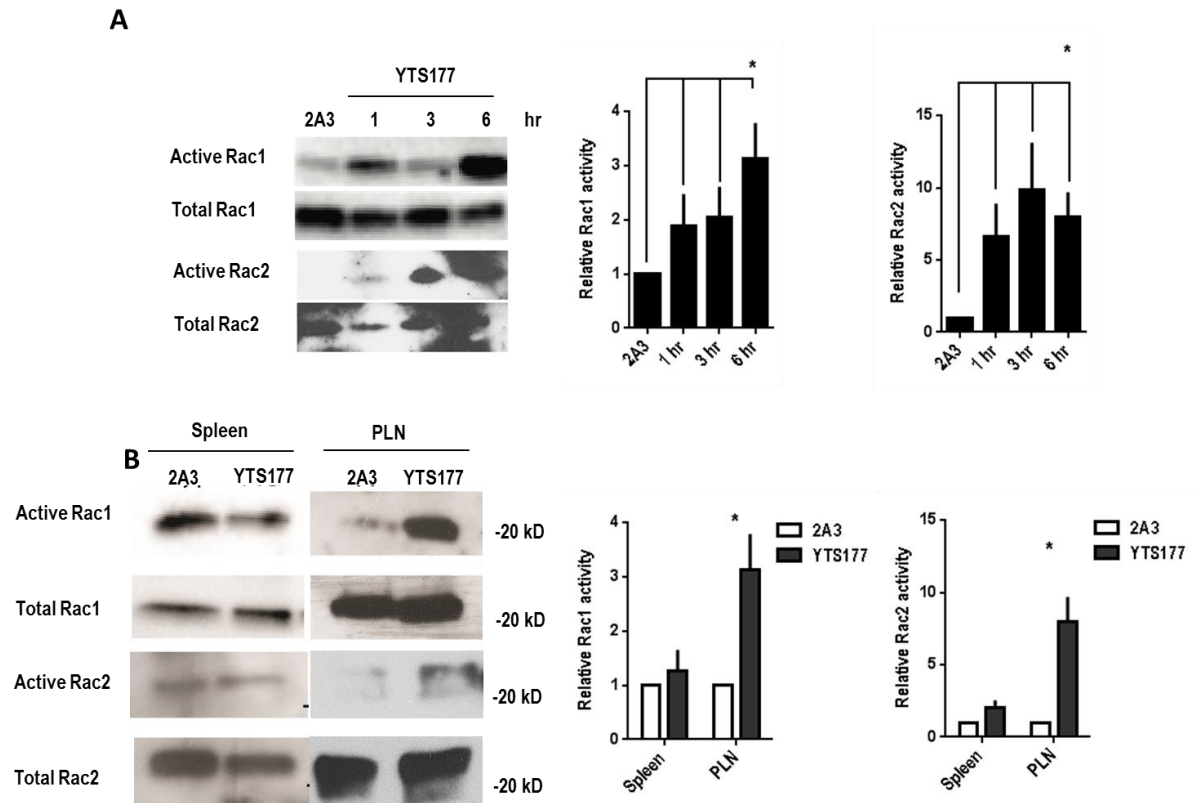 A
YTS177
2A3 1 3 6 hr
Active Rac1
Total Rac1
Active Rac2
Total Rac2
*
Relative Rac1 activity
4
3
2
1
0
2A3 1 hr 3 hr 6 hr
*
Relative Rac2 activity
15
10
5
0
2A3 1 hr 3 hr 6 hr
B
Spleen PLN
2A3 YTS177 2A3 YTS177
Active Rac1 -20 kD
Total Rac1 -20 kD
Active Rac2 -20 kD
Total Rac2 -20 kD
*
2A3
YTS177
Relative Rac1 activity
4
3
2
1
0
Spleen PLN
*
2A3
YTS177
Relative Rac2 activity
15
10
5
0
Spleen PLN